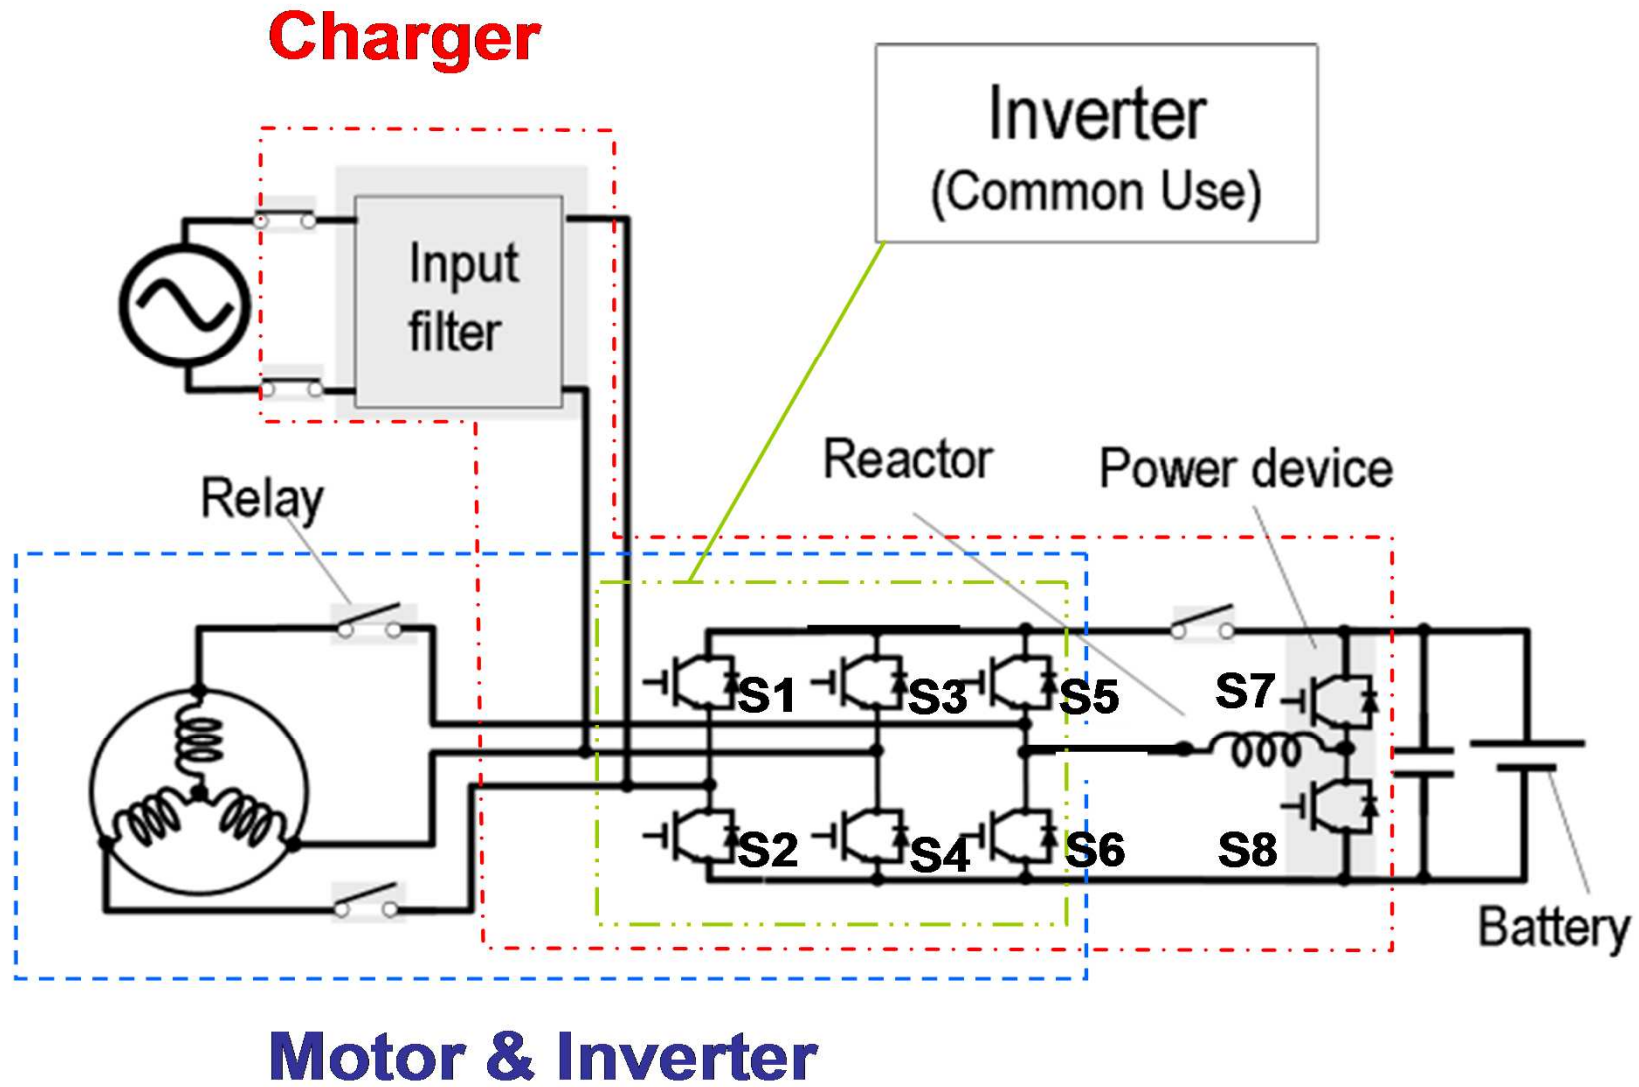 Charger
Inverter
(Common Use)
Input
filter
Reactor
Power device
Relay
S1
S3
S5
S7
S2
S4
S6
S8
Battery
Motor & Inverter